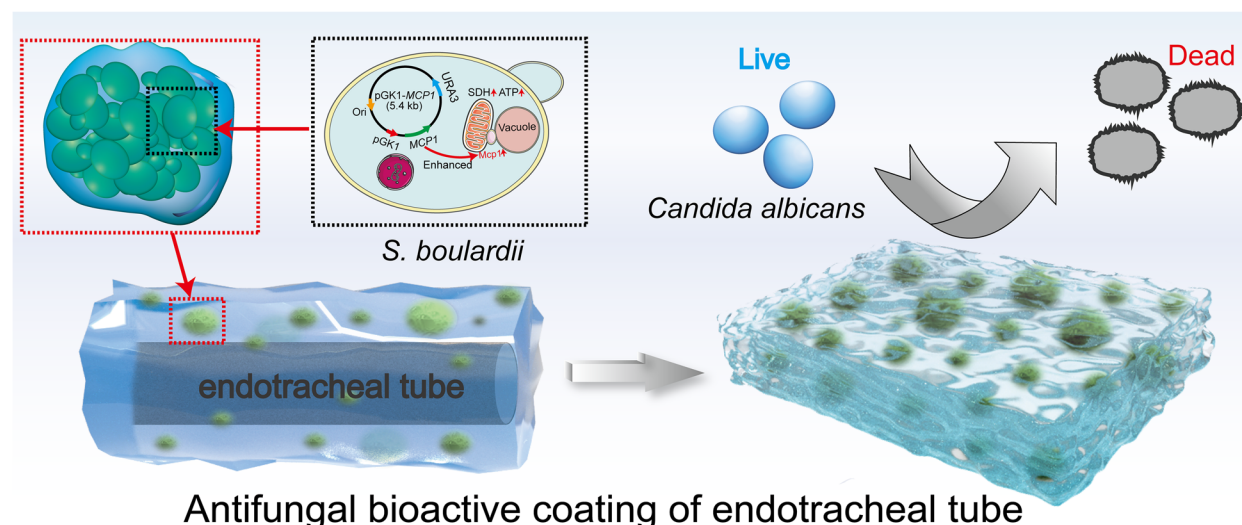 Live
Dead
URA3
pGK1-MCP1
(5.4 kb)
Ori
pGK1
MCP1
SDH ATP
Vacuole
Mcp1
Enhanced
Candida albicans
S. boulardii
endotracheal tube
Antifungal bioactive coating of endotracheal tube